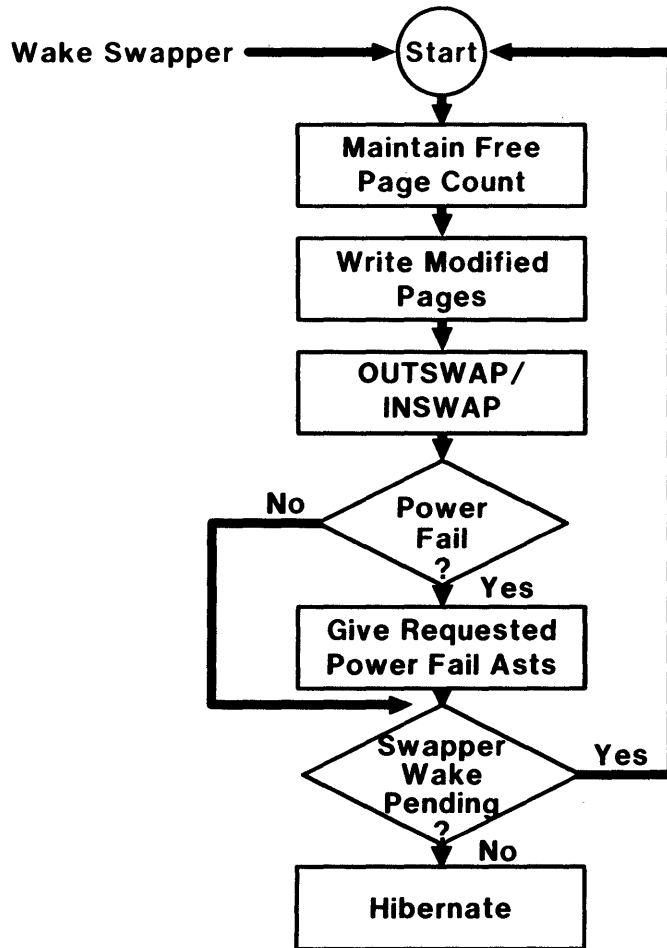 Wake Swapper
Start
Maintain Free
Page Count
Write Modified
Pages
OUTSWAP/
INSWAP
No
Power
Fail
?
Yes
Give Requested
Power Fail Asts
Swapper
Wake
Pending
?
Yes
No
Hibernate